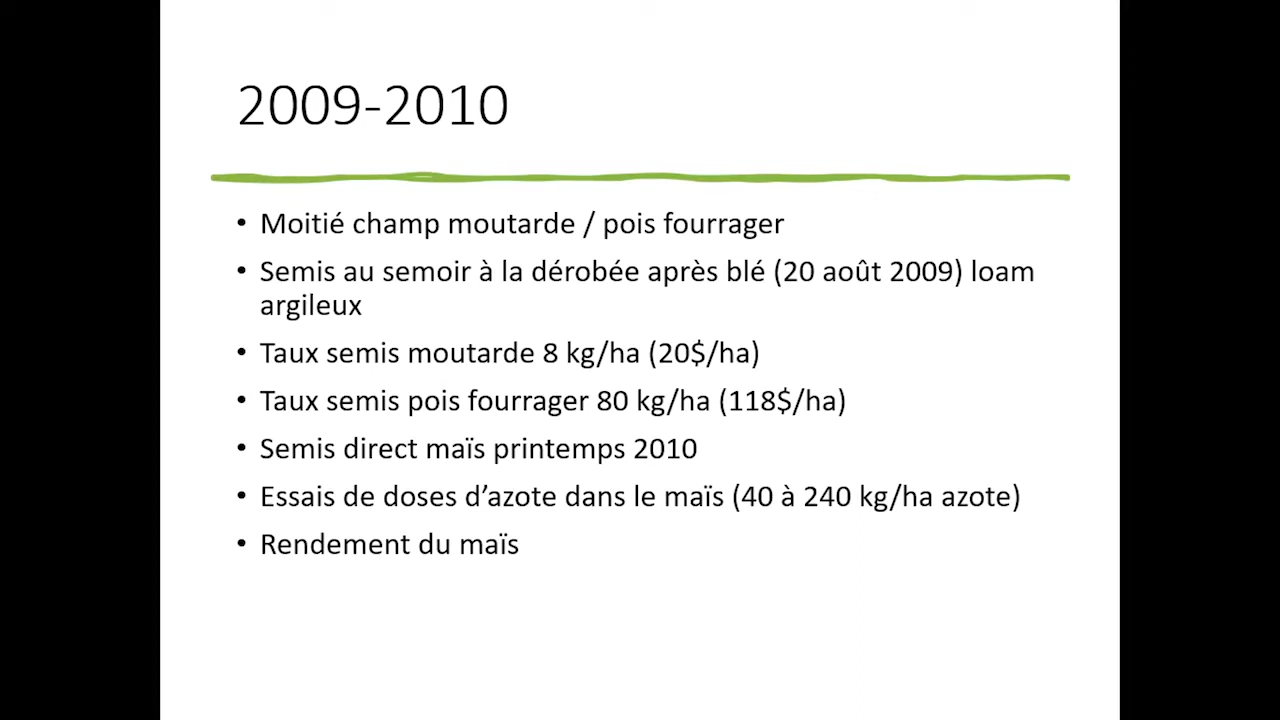 2009-2010
• Moitié champ moutarde / pois fourrager
• Semis au semoir à la dérobée après blé (20 août 2009) loam
argileux
• Taux semis moutarde 8 kg/ha (20$/ha)
• Taux semis pois fourrager 80 kg/ha (118$/ha)
• Semis direct maïs printemps 2010
• Essais de doses d’azote dans le maïs (40 à 240 kg/ha azote)
• Rendement du maïs